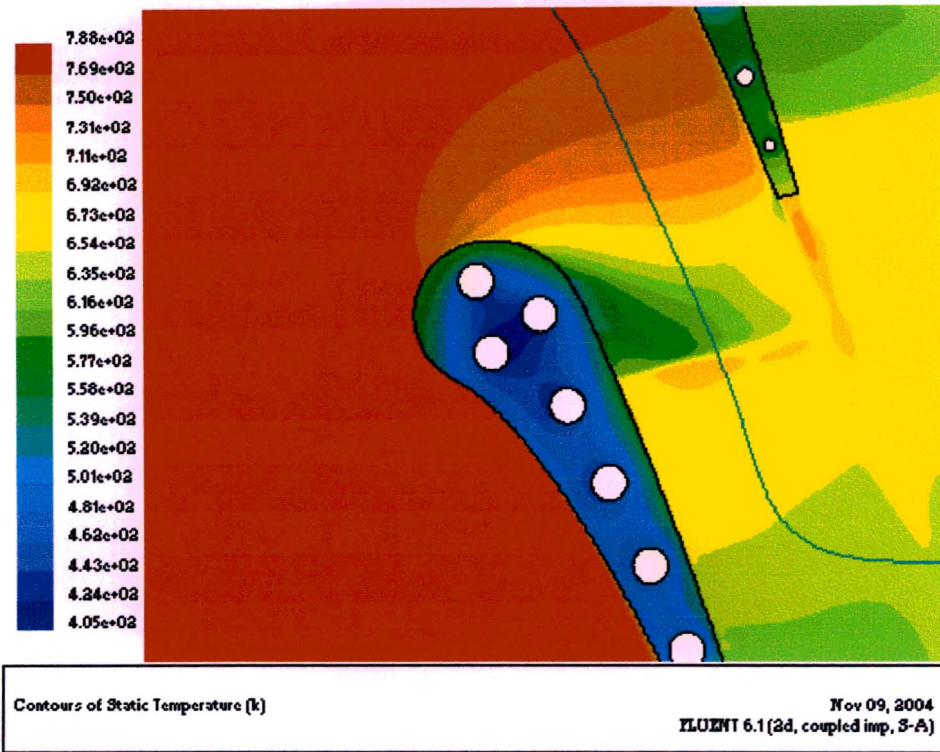 7.88e+02
7.69e+02
7.50e+02
7.31e+02
7.11e+02
6.92e+02
6.73e+02
6.54e+02
6.35e+02
6.16e+02
5.96e+02
5.77e+02
5.58e+02
5.39e+02
5.20e+02
5.01e+02
4.81e+02
4.62e+02
4.43e+02
4.24e+02
4.05e+02
Contours of Static Temperature (k)
Nov 09, 2004
FLUENT 6.1 (2d, coupled imp, S-A)